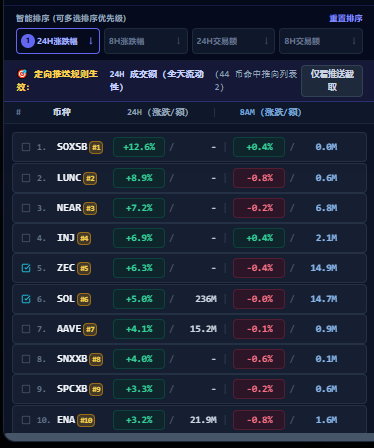 智能排序 (可多选排序优先级) 重置排序
1 24H涨跌幅 ↓ 8H涨跌幅 ↓ 24H交易额 ↓ 8H交易额 ↓
🎯 定向推送规则生效: 24H 成交额 (全天流动性) (44 命中推向列表2) 仅看推送截取
# 币种 24H (涨跌/额) 8AM (涨跌/额)
1. SOXSB #1 +12.6% / - +0.4% / 0.0M
2. LUNC #2 +8.9% / - -0.8% / 0.6M
3. NEAR #3 +7.2% / - -0.2% / 6.8M
4. INJ #4 +6.9% / - +0.4% / 2.1M
5. ZEC #5 +6.3% / - -0.4% / 14.9M
6. SOL #6 +5.0% / 236M -0.0% / 14.7M
7. AAVE #7 +4.1% / 15.2M -0.1% / 0.9M
8. SNXXB #8 +4.0% / - -0.6% / 0.1M
9. SPCXB #9 +3.3% / - -0.2% / 0.6M
10. ENA #10 +3.2% / 21.9M -0.8% / 1.6M